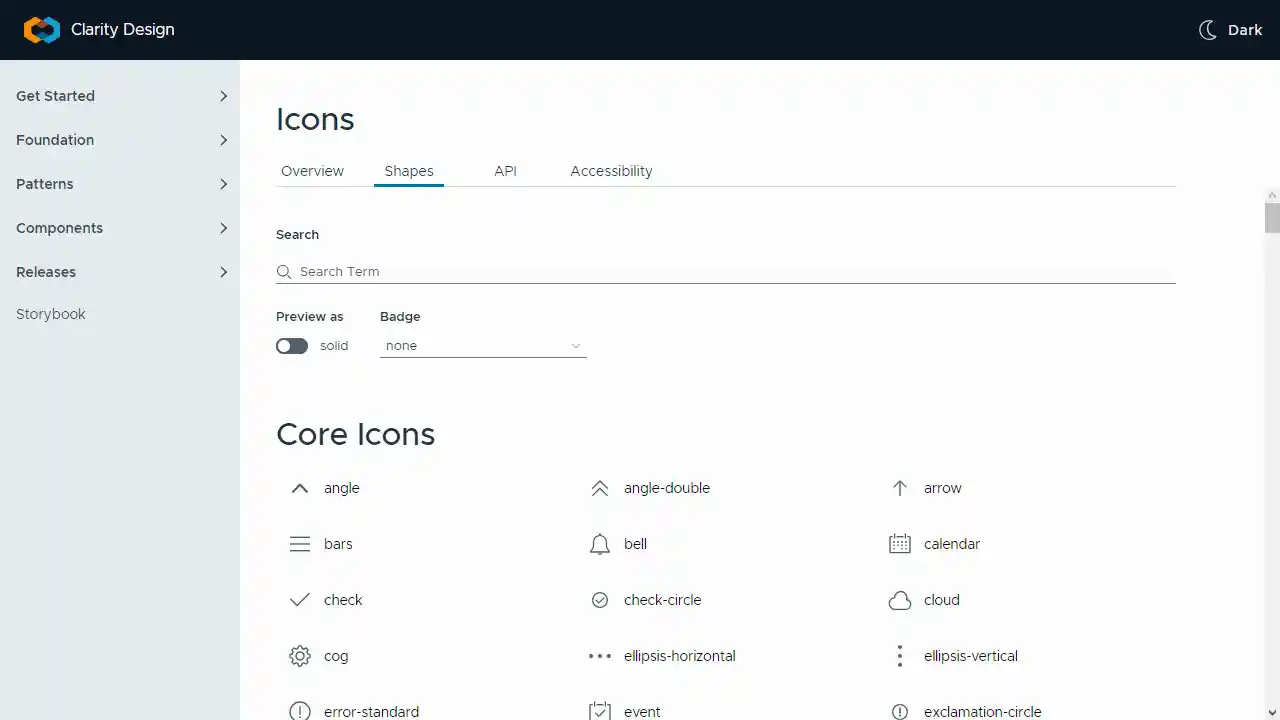 Clarity Design
Dark
Get Started
Foundation
Patterns
Components
Releases
Storybook
Icons
Overview
Shapes
API
Accessibility
Search
Search Term
Preview as
Badge
solid
none
Core Icons
angle
angle-double
arrow
bars
bell
calendar
check
check-circle
cloud
cog
ellipsis-horizontal
ellipsis-vertical
error-standard
event
exclamation-circle